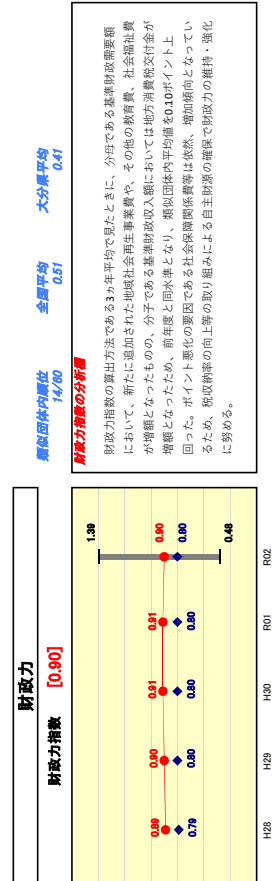 財政力
財政力指数 [0.90]
1.39
0.89
0.90
0.91
0.91
0.90
0.79
0.80
0.80
0.80
0.80
0.48
H28
H29
H30
R01
R02
類似団体内順位
14/60
全国平均
0.51
大分県平均
0.41
財政力指数の分析欄
財政力指数の算出方法である3ヵ年平均で見たときに、分母である基準財政需要額
において、新たに追加された地域社会再生事業費や、その他の教育費、社会福祉費
が増額となったものの、分子である基準財政収入額においては地方消費税交付金が
増額となったため、前年度と同水準となり、類似団体内平均値を0.10ポイント上
回った。ポイント悪化の要因である社会保障関係費等は依然、増加傾向となってい
るため、税収納率の向上等の取り組みによる自主財源の確保で財政力の維持・強化
に努める。